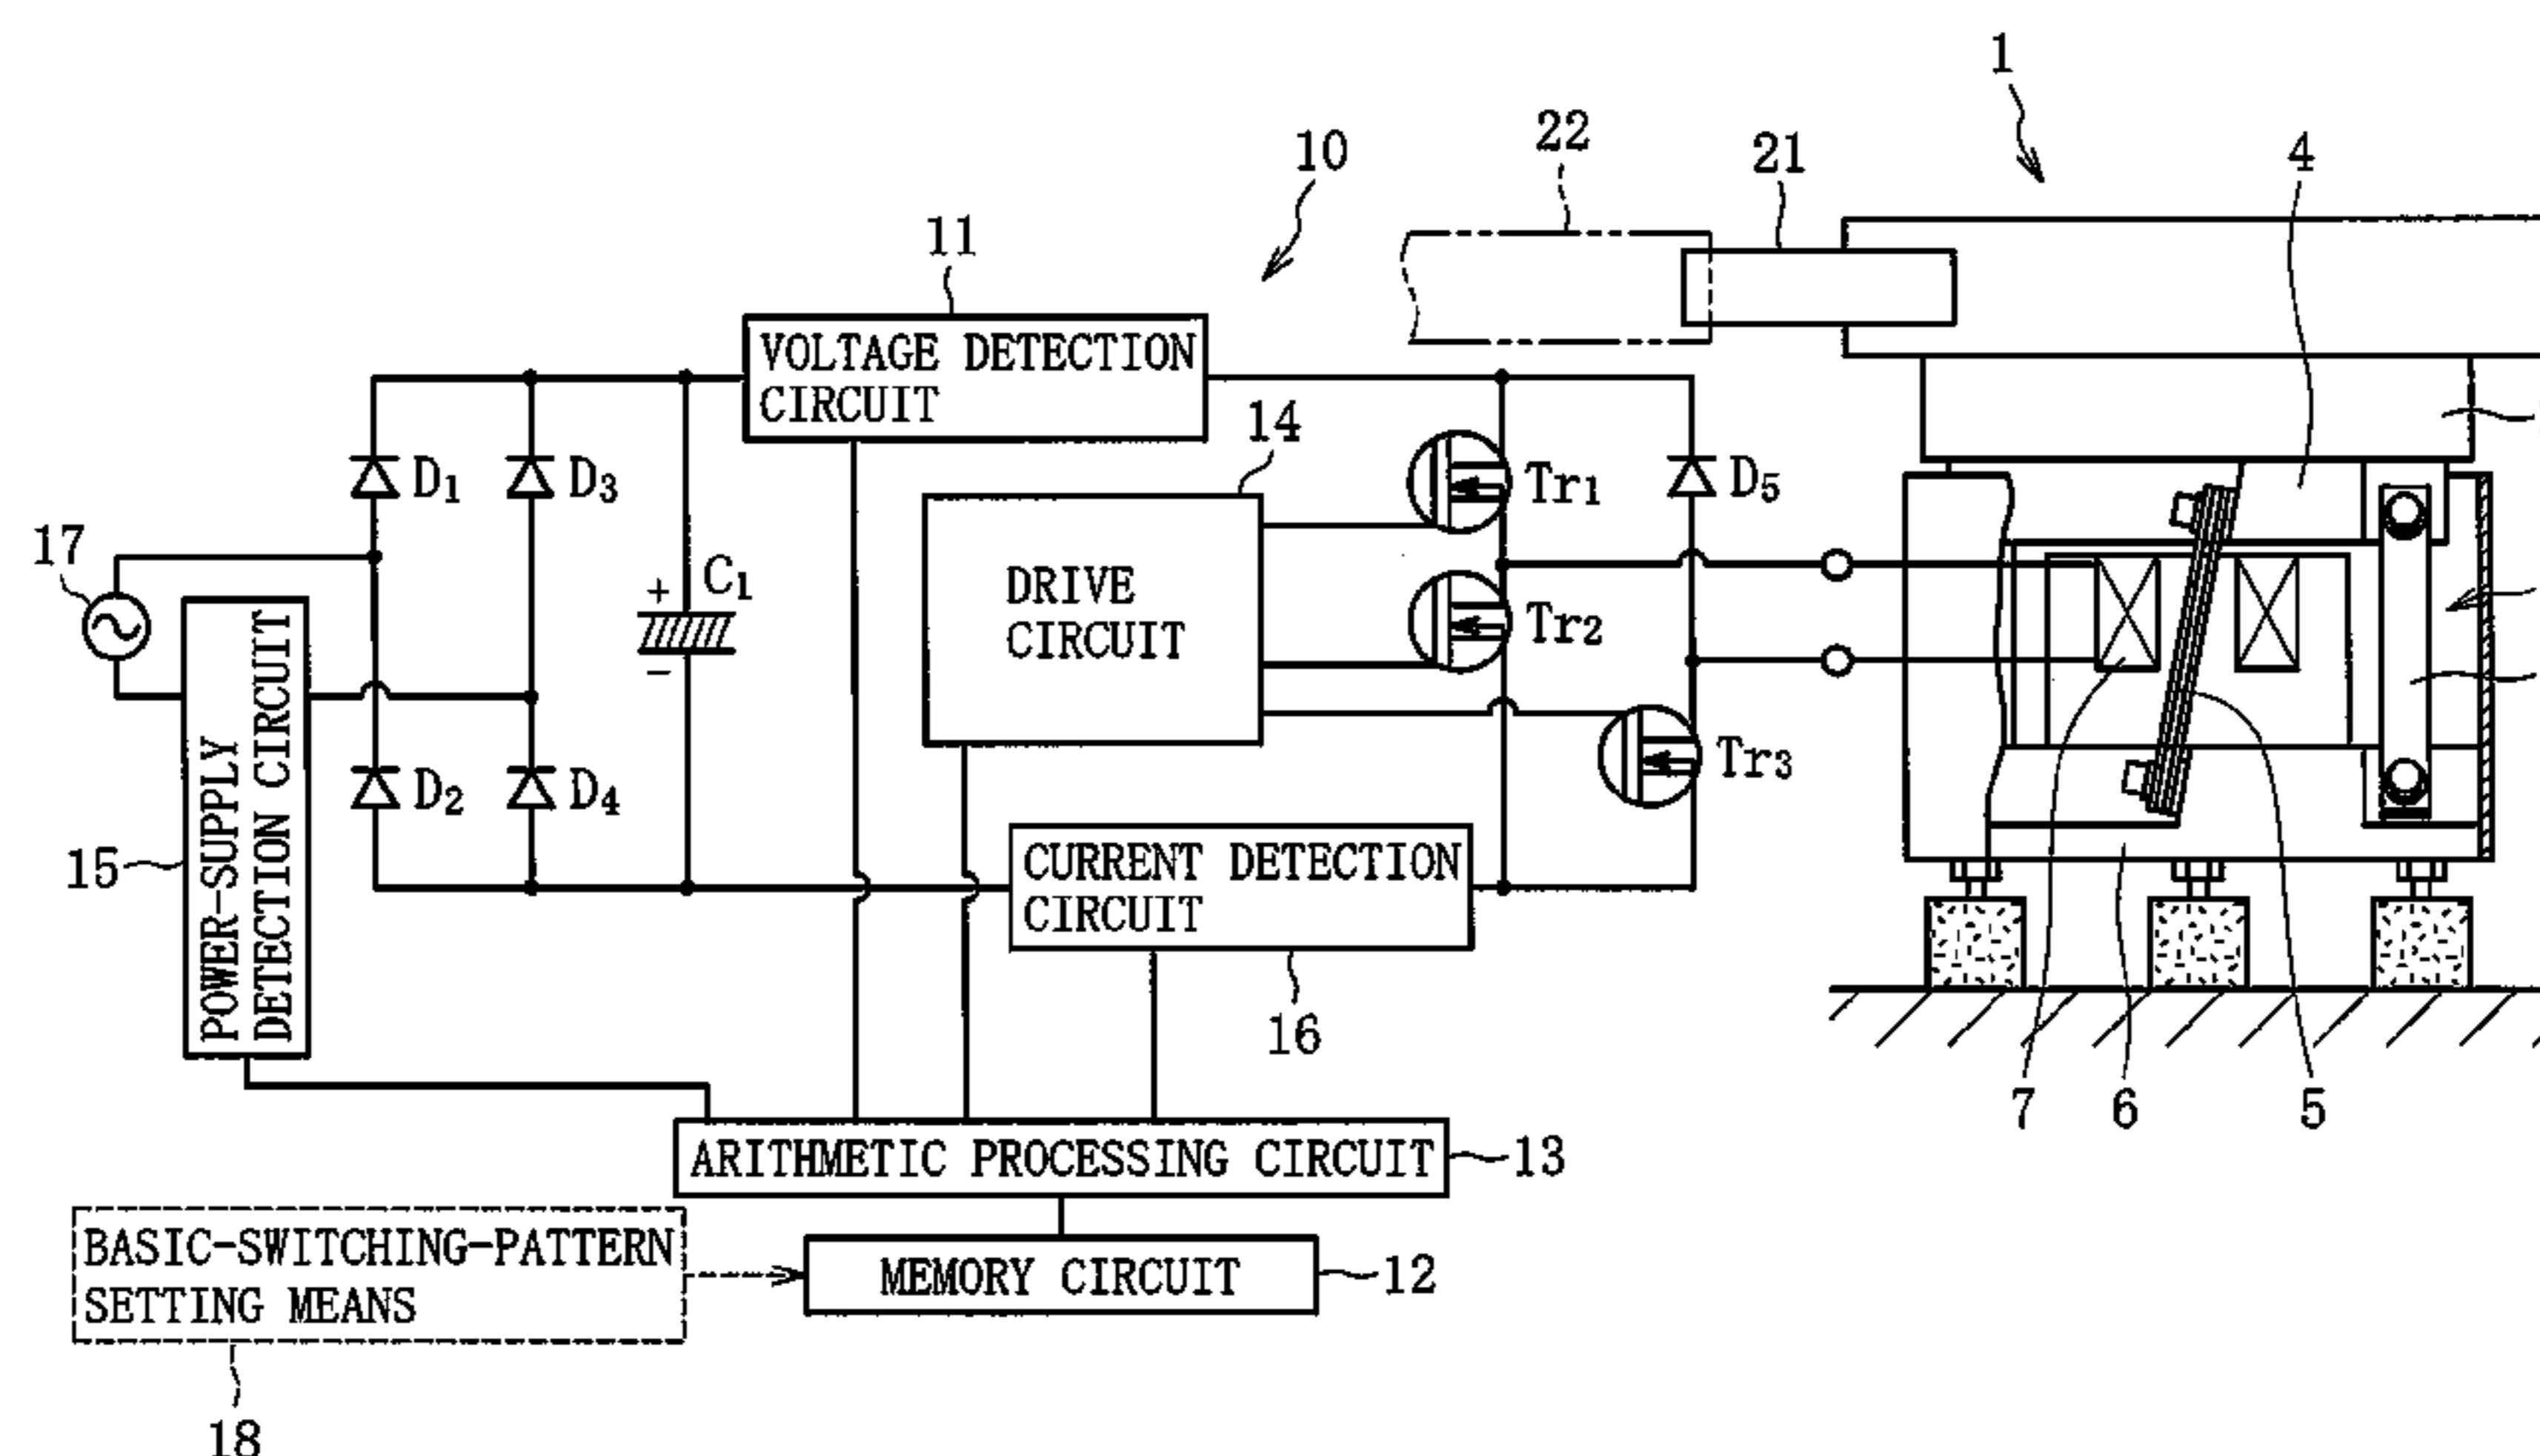 1
22
21
4
10
11
VOLTAGE DETECTION
CIRCUIT
14
Tr1
D5
D1
D3
17
+
C1
−
DRIVE
CIRCUIT
Tr2
Tr3
POWER-SUPPLY
DETECTION CIRCUIT
D2
D4
15
CURRENT DETECTION
CIRCUIT
16
7
6
5
ARITHMETIC PROCESSING CIRCUIT
13
BASIC-SWITCHING-PATTERN
SETTING MEANS
MEMORY CIRCUIT
12
18